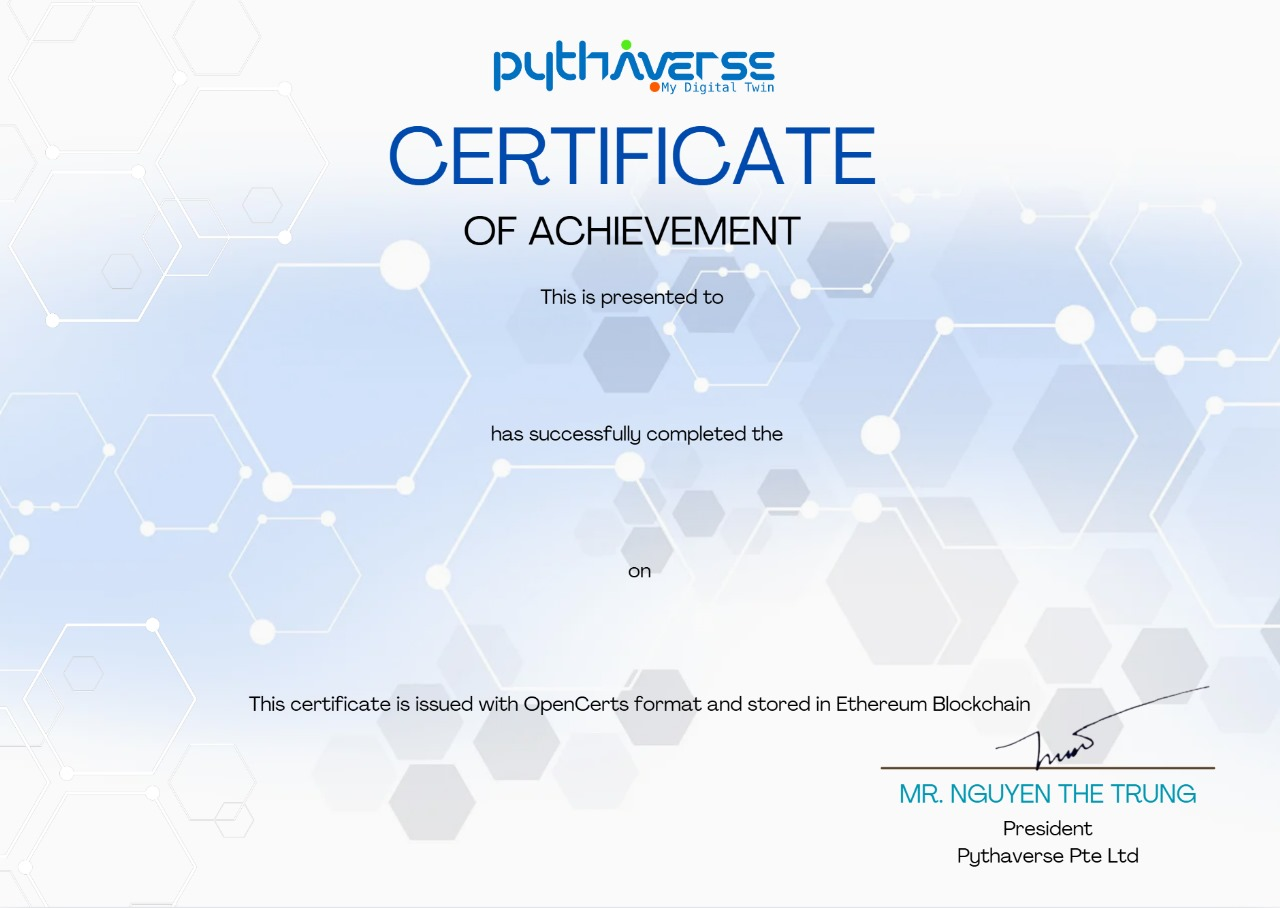 pythaverse
My Digital Twin
CERTIFICATE
OF ACHIEVEMENT
This is presented to
has successfully completed the
on
This certificate is issued with OpenCerts format and stored in Ethereum Blockchain
MR. NGUYEN THE TRUNG
President
Pythaverse Pte Ltd